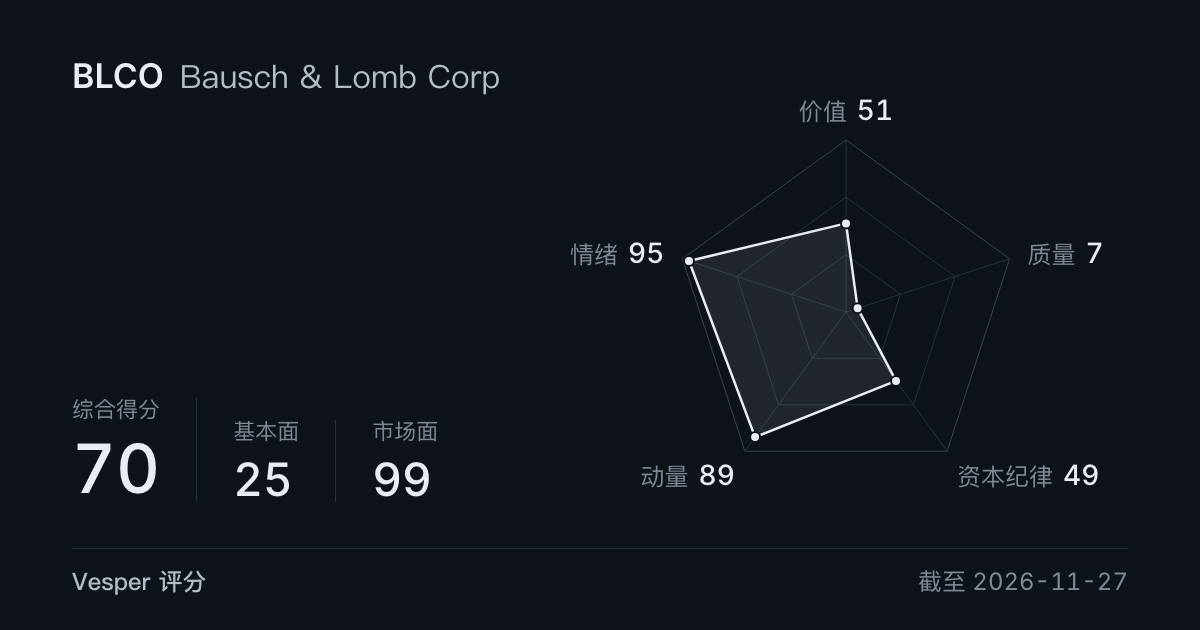 BLCO Bausch & Lomb Corp
价值 51
情绪 95
质量 7
动量 89
资本纪律 49
综合得分
70
基本面
25
市场面
99
Vesper 评分
截至 2026-11-27